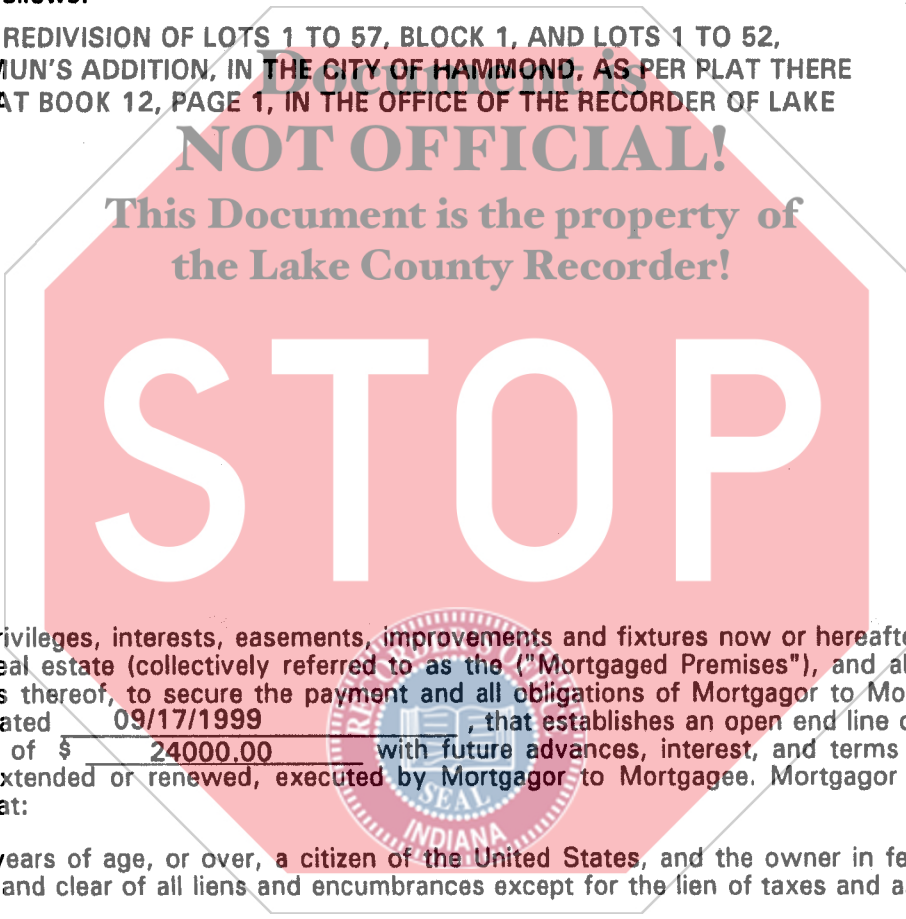 REDIVISION OF LOTS 1 TO 57, BLOCK 1, AND LOTS 1 TO 52,
MUN'S ADDITION, IN THE CITY OF HAMMOND, AS PER PLAT THERE
AT BOOK 12, PAGE 1, IN THE OFFICE OF THE RECORDER OF LAKE
Document is
NOT OFFICIAL!
This Document is the property of
the Lake County Recorder!
STOP
rivileges, interests, easements, improvements and fixtures now or hereafte
eal estate (collectively referred to as the ("Mortgaged Premises"), and al
s thereof, to secure the payment and all obligations of Mortgagor to Mo
ated 09/17/1999, that establishes an open end line o
of $ 24000.00 with future advances, interest, and terms
xtended or renewed, executed by Mortgagor to Mortgagee. Mortgagor
at:
RECORDER'S OFFICE
SEAL
INDIANA
years of age, or over, a citizen of the United States, and the owner in fe
and clear of all liens and encumbrances except for the lien of taxes and a